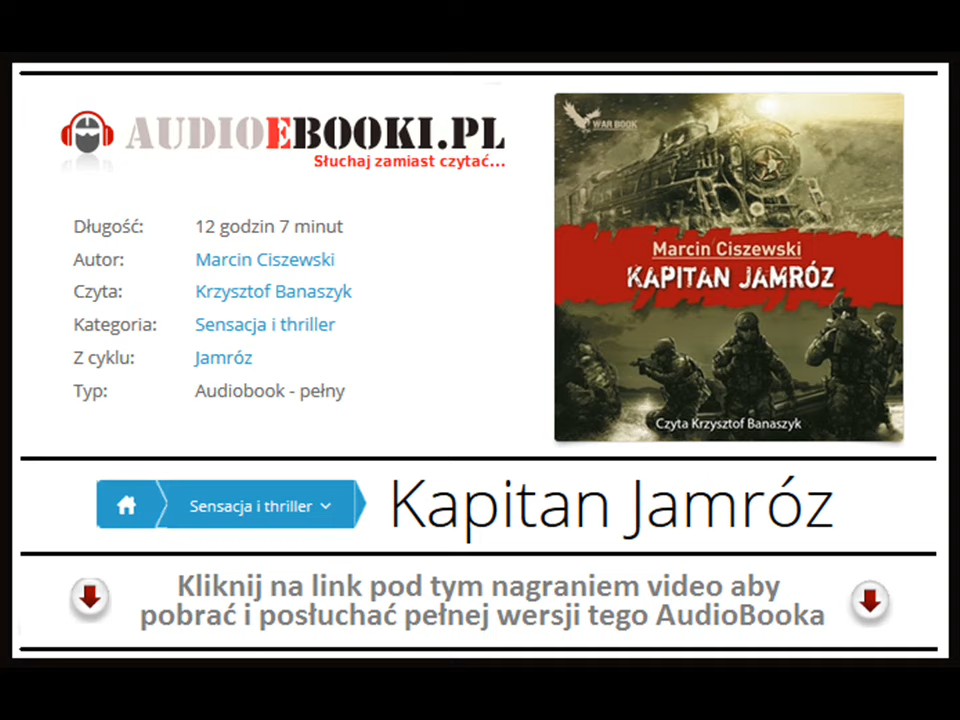 AUDIOEBOOKI.PL
Słuchaj zamiast czytać...
Długość: 12 godzin 7 minut
Autor: Marcin Ciszewski
Czyta: Krzysztof Banaszyk
Kategoria: Sensacja i thriller
Z cyklu: Jamróz
Typ: Audiobook - pełny
WAR BOOK
Marcin Ciszewski
KAPITAN JAMRÓZ
Czyta Krzysztof Banaszyk
Sensacja i thriller
Kapitan Jamróz
Kliknij na link pod tym nagraniem video aby
pobrać i posłuchać pełnej wersji tego AudioBooka